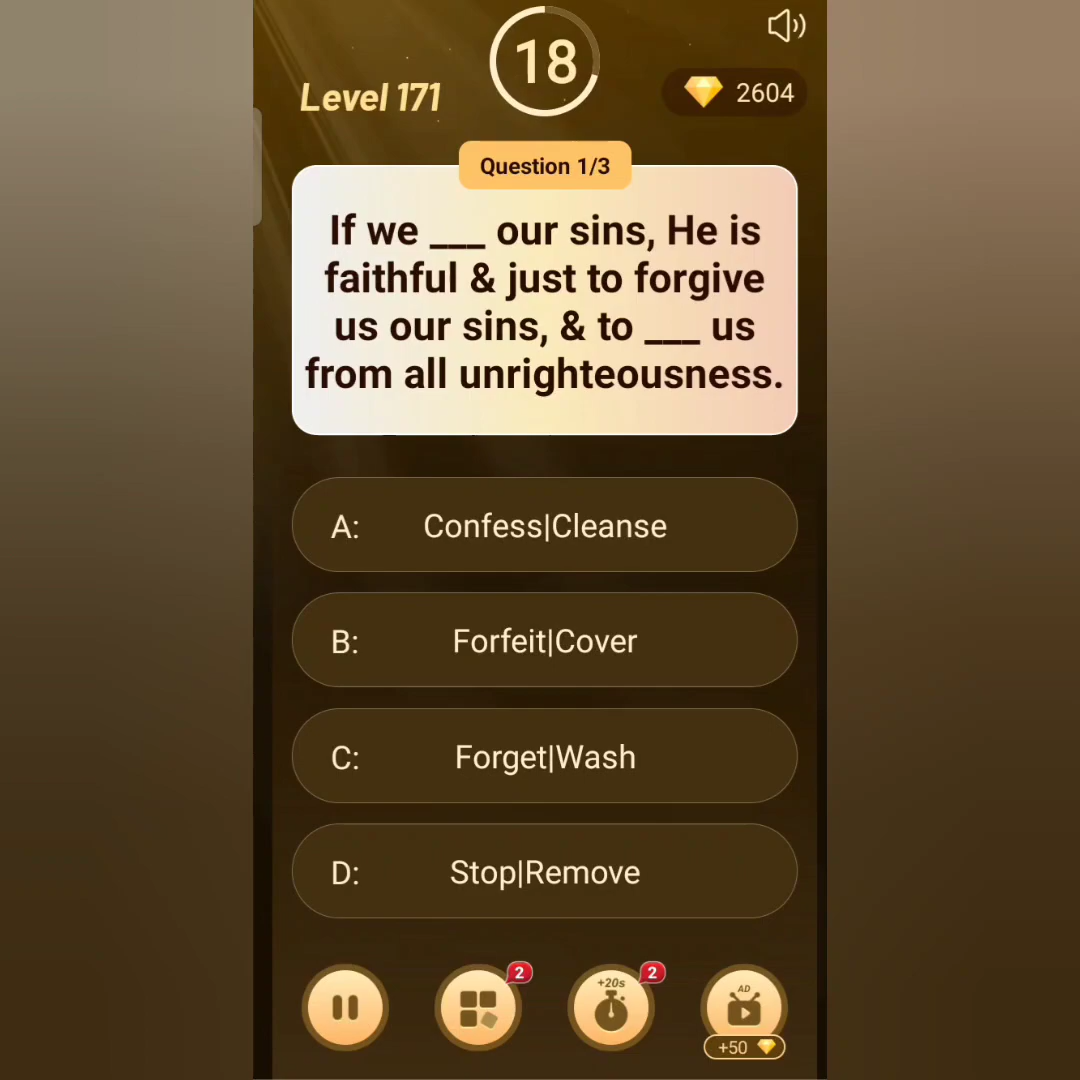 18
Level 171
2604
Question 1/3
If we ___ our sins, He is
faithful & just to forgive
us our sins, & to ___ us
from all unrighteousness.
A: Confess|Cleanse
B: Forfeit|Cover
C: Forget|Wash
D: Stop|Remove
2
2
+20s
AD
+50